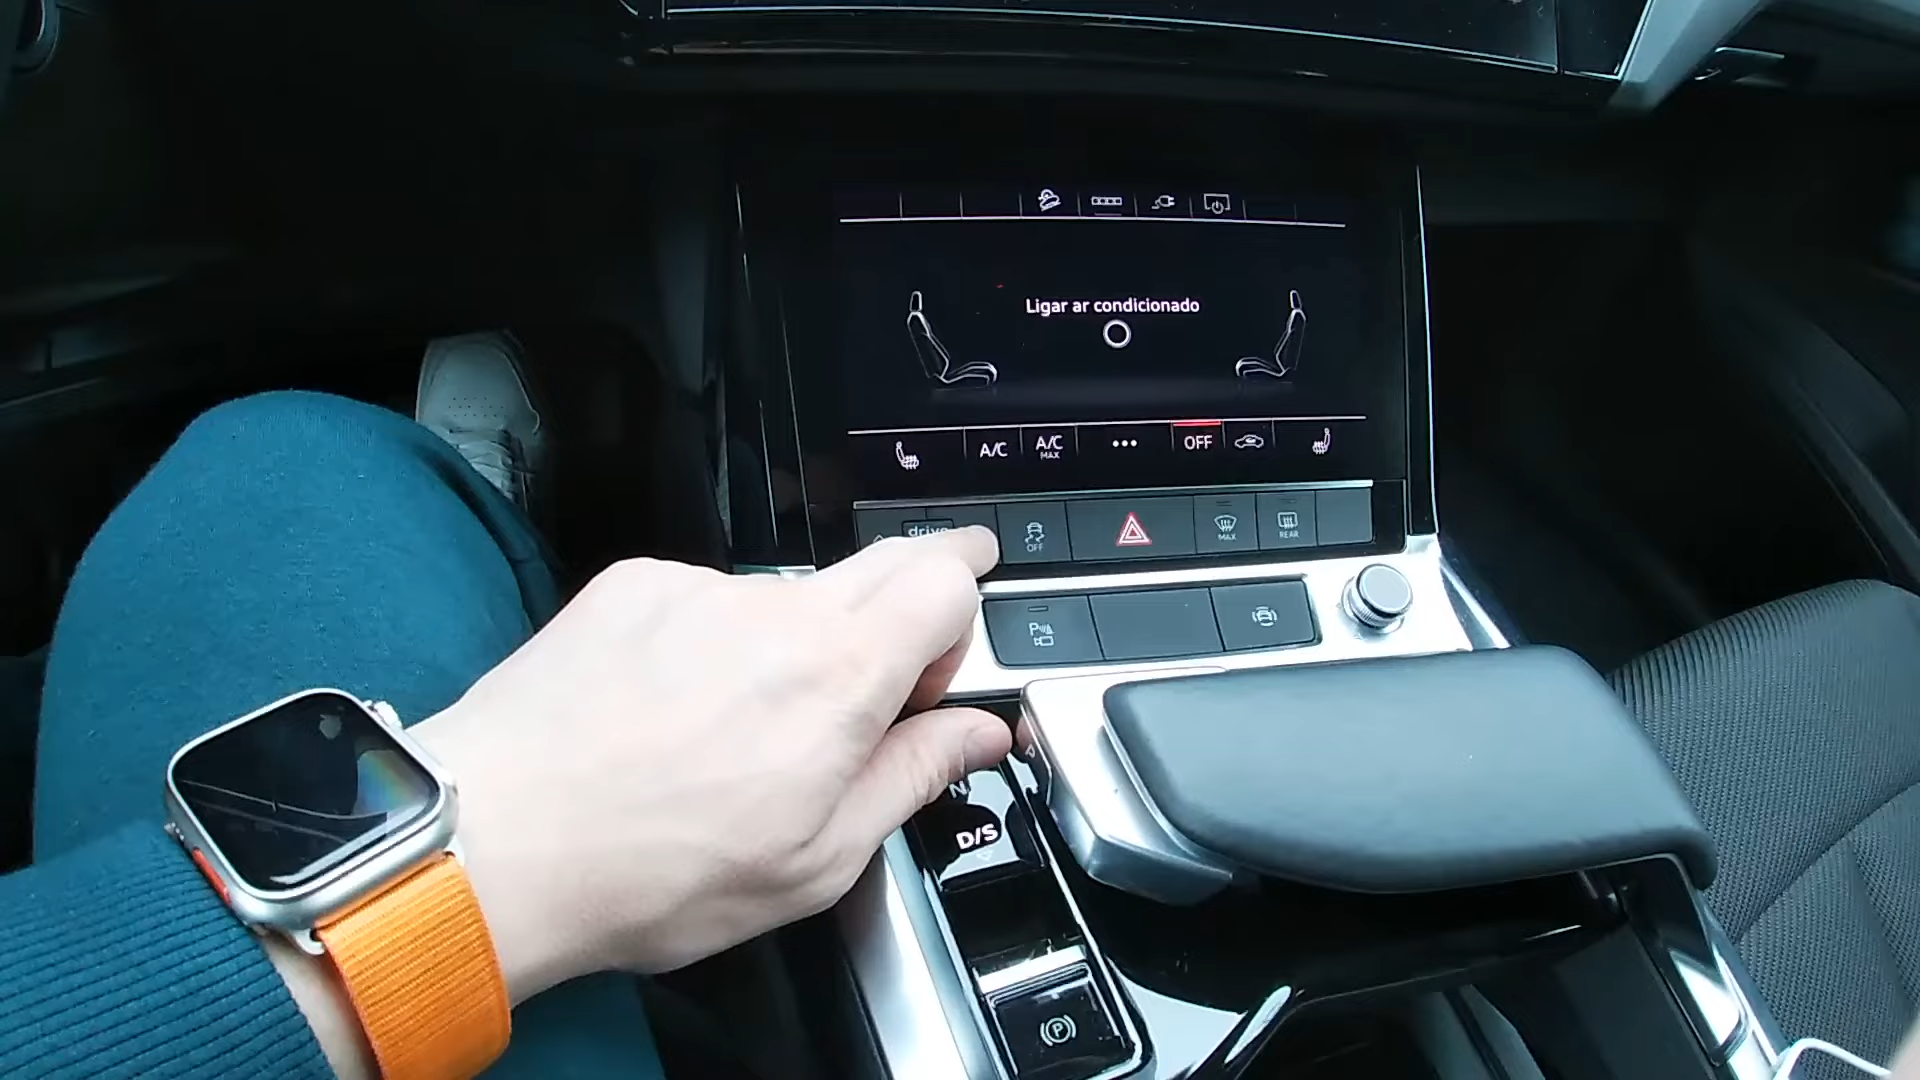 Ligar ar condicionado
A/C
A/C
MAX
OFF
drive
OFF
MAX
REAR
P
P
N
D/S
P